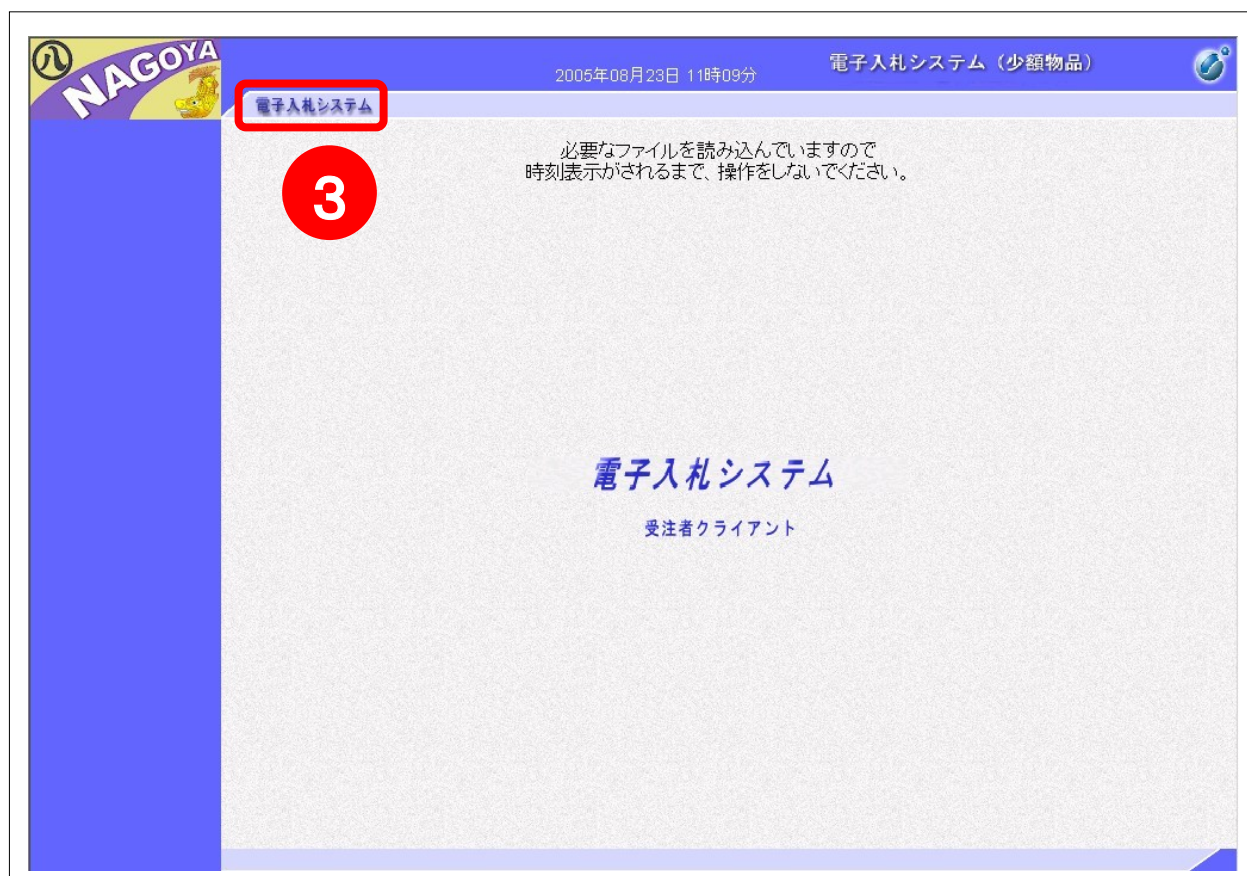 八
NAGOYA
2005年08月23日 11時09分
電子入札システム（少額物品）
電子入札システム
3
必要なファイルを読み込んでいますので
時刻表示がされるまで、操作をしないでください。
電子入札システム
受注者クライアント